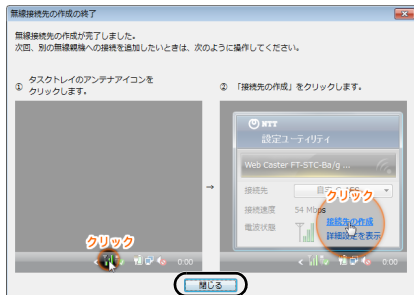 無線接続先の作成の終了
無線接続先の作成が完了しました。
次回、別の無線親機への接続を追加したいときは、次のように操作してください。
① タスクトレイのアンテナアイコンを
クリックします。
② 「接続先の作成」をクリックします。
NTT
設定ユーティリティ
Web Caster FT-STC-Ba/g ...
接続先
接続速度 54 Mbps
電波状態
クリック
接続先の作成
詳細設定を表示
→
クリック
0:00
0:00
閉じる